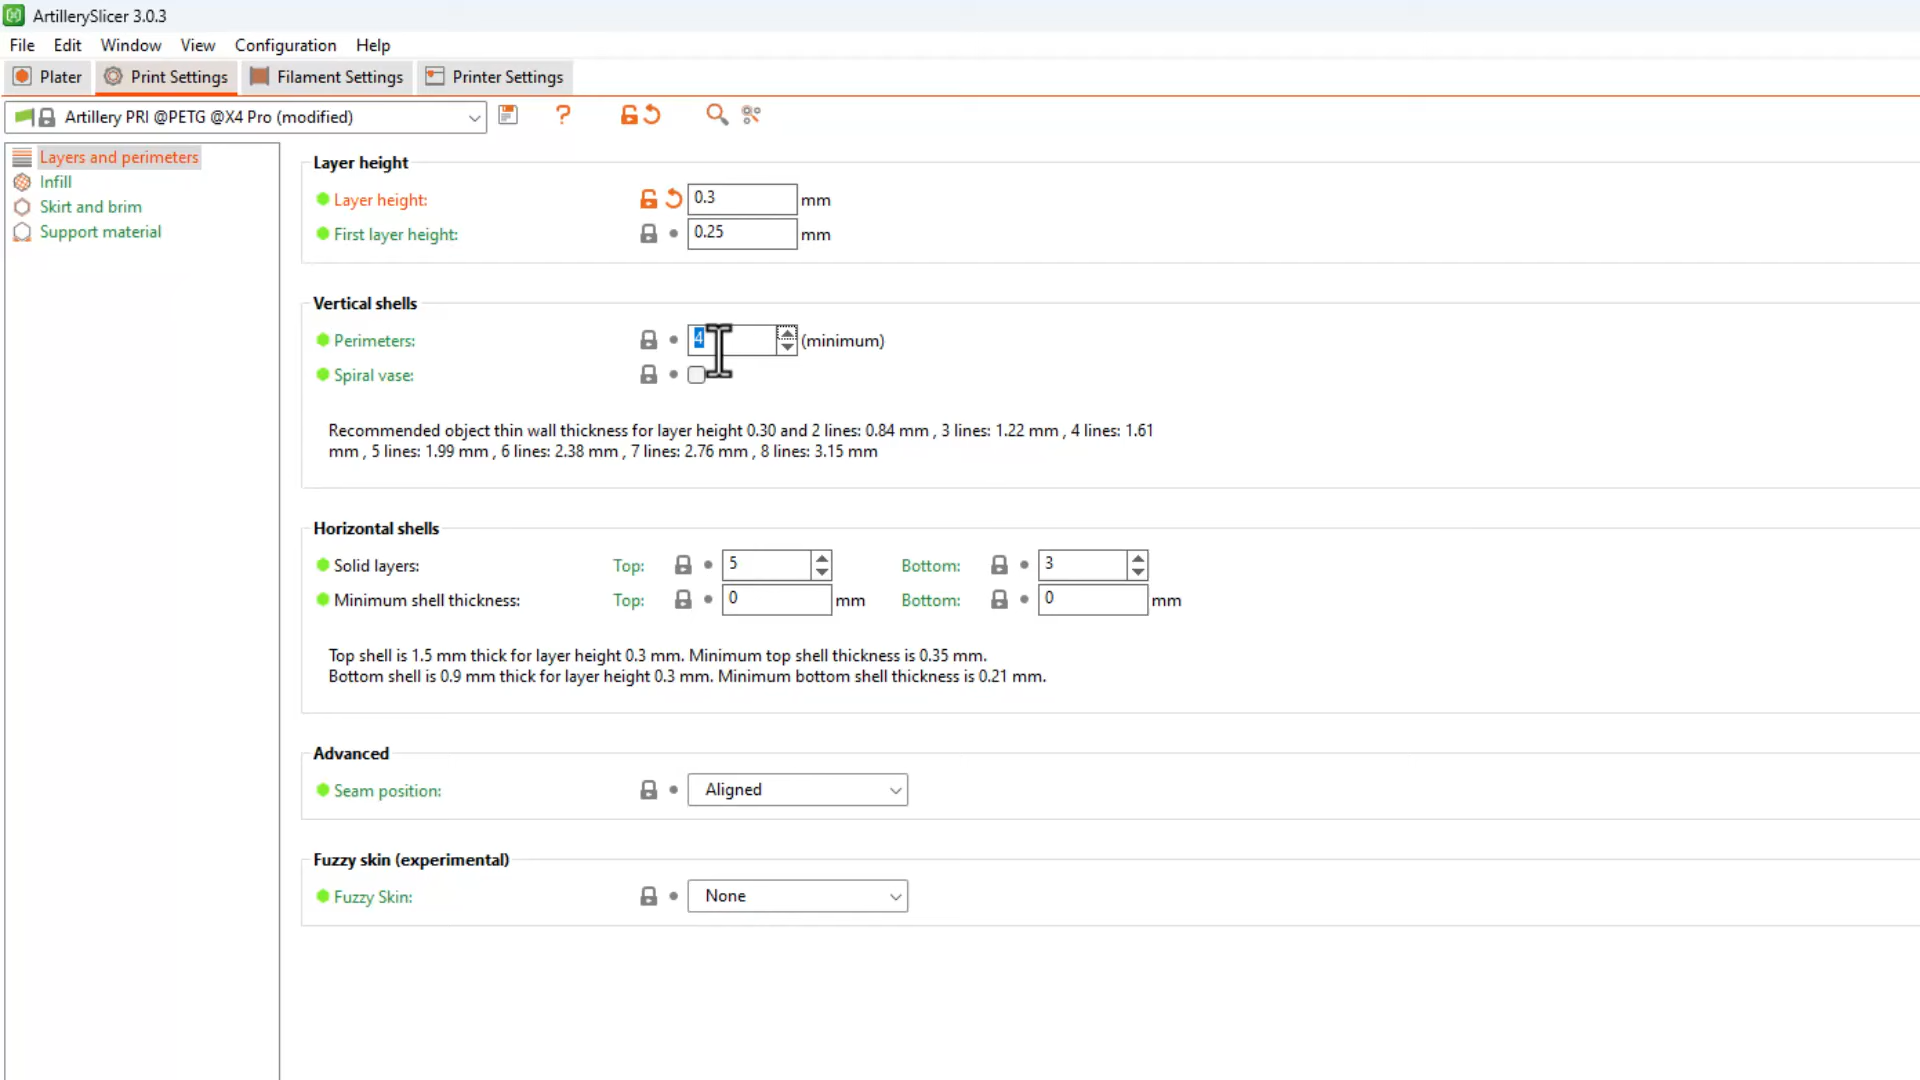 ArtillerySlicer 3.0.3
File Edit Window View Configuration Help
Plater Print Settings Filament Settings Printer Settings
Artillery PRI @PETG @X4 Pro (modified)
Layers and perimeters
Infill
Skirt and brim
Support material
Layer height
Layer height: 0.3 mm
First layer height: 0.25 mm
Vertical shells
Perimeters: 4 (minimum)
Spiral vase:
Recommended object thin wall thickness for layer height 0.30 and 2 lines: 0.84 mm , 3 lines: 1.22 mm , 4 lines: 1.61
mm , 5 lines: 1.99 mm , 6 lines: 2.38 mm , 7 lines: 2.76 mm , 8 lines: 3.15 mm
Horizontal shells
Solid layers: Top: 5 Bottom: 3
Minimum shell thickness: Top: 0 mm Bottom: 0 mm
Top shell is 1.5 mm thick for layer height 0.3 mm. Minimum top shell thickness is 0.35 mm.
Bottom shell is 0.9 mm thick for layer height 0.3 mm. Minimum bottom shell thickness is 0.21 mm.
Advanced
Seam position: Aligned
Fuzzy skin (experimental)
Fuzzy Skin: None